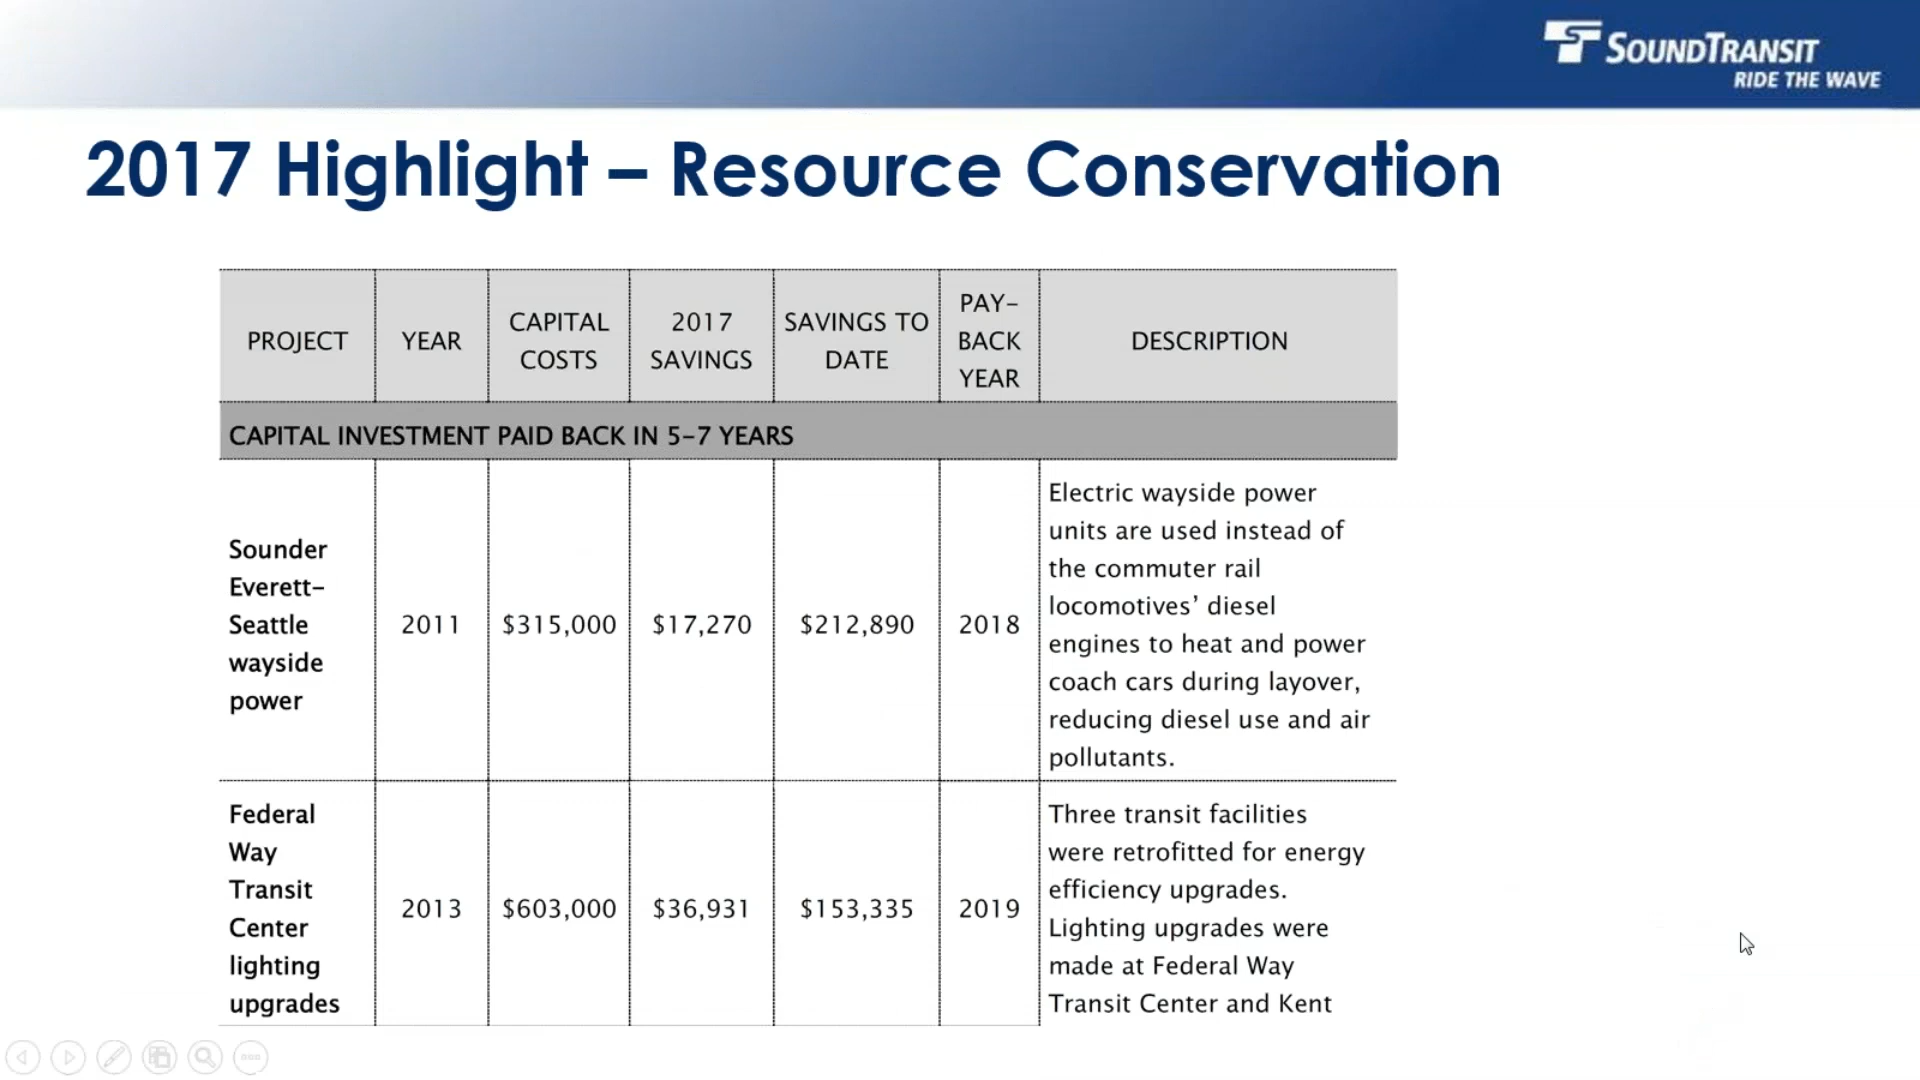 SOUNDTRANSIT
RIDE THE WAVE
2017 Highlight – Resource Conservation
PROJECT
YEAR
CAPITAL
COSTS
2017
SAVINGS
SAVINGS TO
DATE
PAY-
BACK
YEAR
DESCRIPTION
CAPITAL INVESTMENT PAID BACK IN 5-7 YEARS
Sounder
Everett-
Seattle
wayside
power
2011
$315,000
$17,270
$212,890
2018
Electric wayside power
units are used instead of
the commuter rail
locomotives’ diesel
engines to heat and power
coach cars during layover,
reducing diesel use and air
pollutants.
Federal
Way
Transit
Center
lighting
upgrades
2013
$603,000
$36,931
$153,335
2019
Three transit facilities
were retrofitted for energy
efficiency upgrades.
Lighting upgrades were
made at Federal Way
Transit Center and Kent